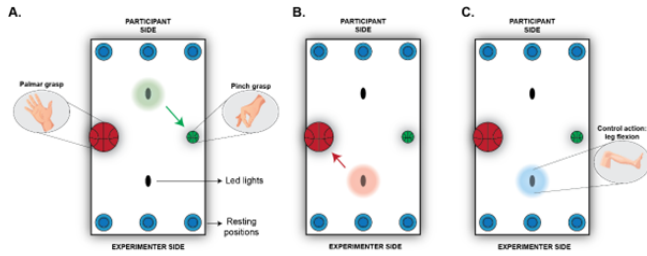 A.
PARTICIPANT
SIDE
Palmar grasp
Pinch grasp
Led lights
Resting
positions
EXPERIMENTER SIDE
B.
PARTICIPANT
SIDE
EXPERIMENTER SIDE
C.
PARTICIPANT
SIDE
Control action:
leg flexion
EXPERIMENTER SIDE